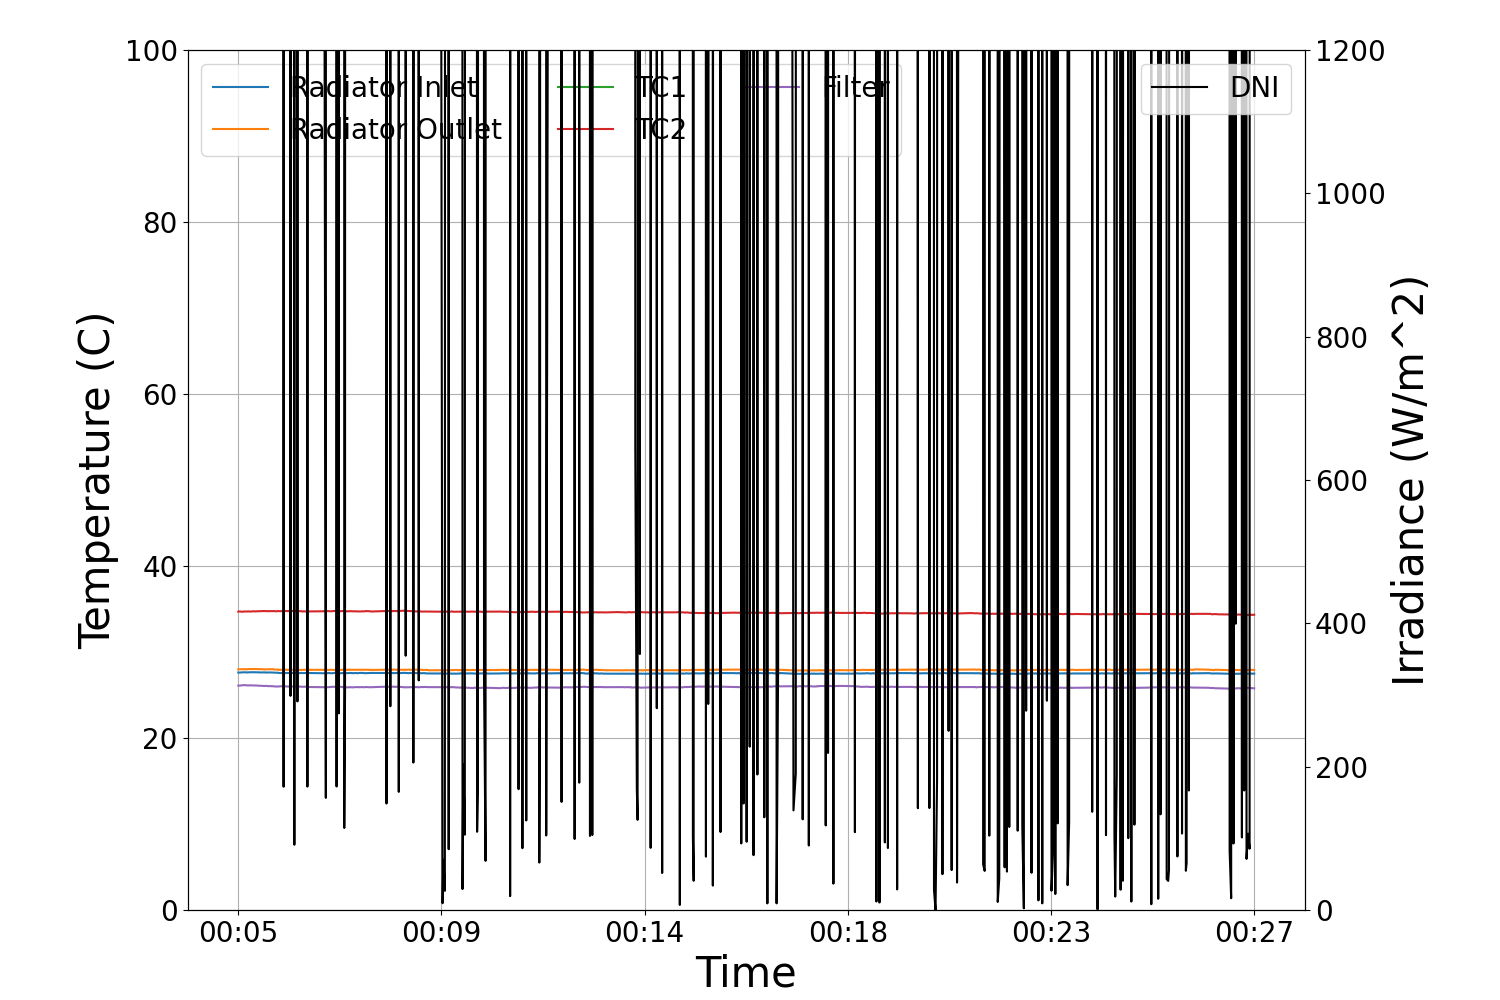 100
80
60
40
20
0
Temperature (C)
Radiator Inlet
Radiator Outlet
TC1
TC2
Filter
DNI
1200
1000
800
600
400
200
0
Irradiance (W/m^2)
00:05 00:09 00:14 00:18 00:23 00:27
Time